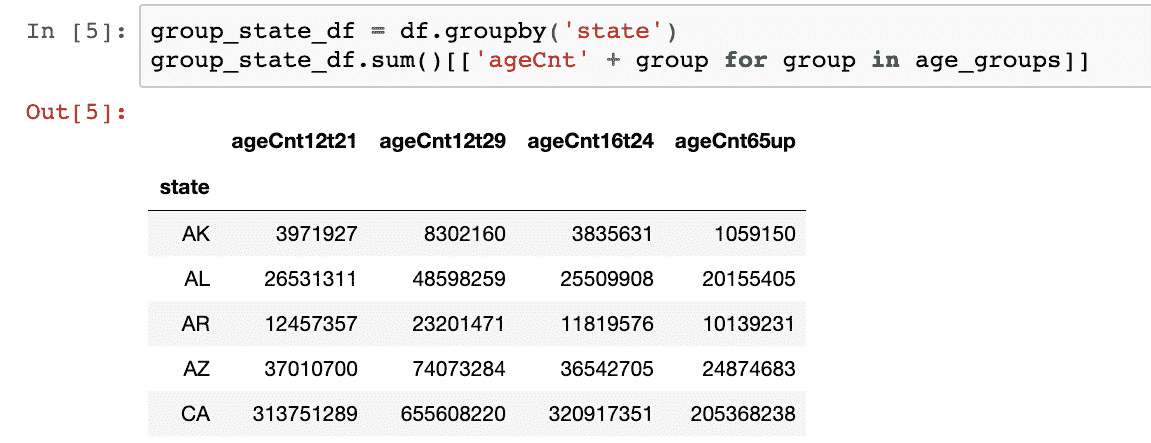 In [5]: group_state_df = df.groupby('state')
group_state_df.sum()[['ageCnt' + group for group in age_groups]]
Out[5]:
ageCnt12t21 ageCnt12t29 ageCnt16t24 ageCnt65up
state
AK 3971927 8302160 3835631 1059150
AL 26531311 48598259 25509908 20155405
AR 12457357 23201471 11819576 10139231
AZ 37010700 74073284 36542705 24874683
CA 313751289 655608220 320917351 205368238